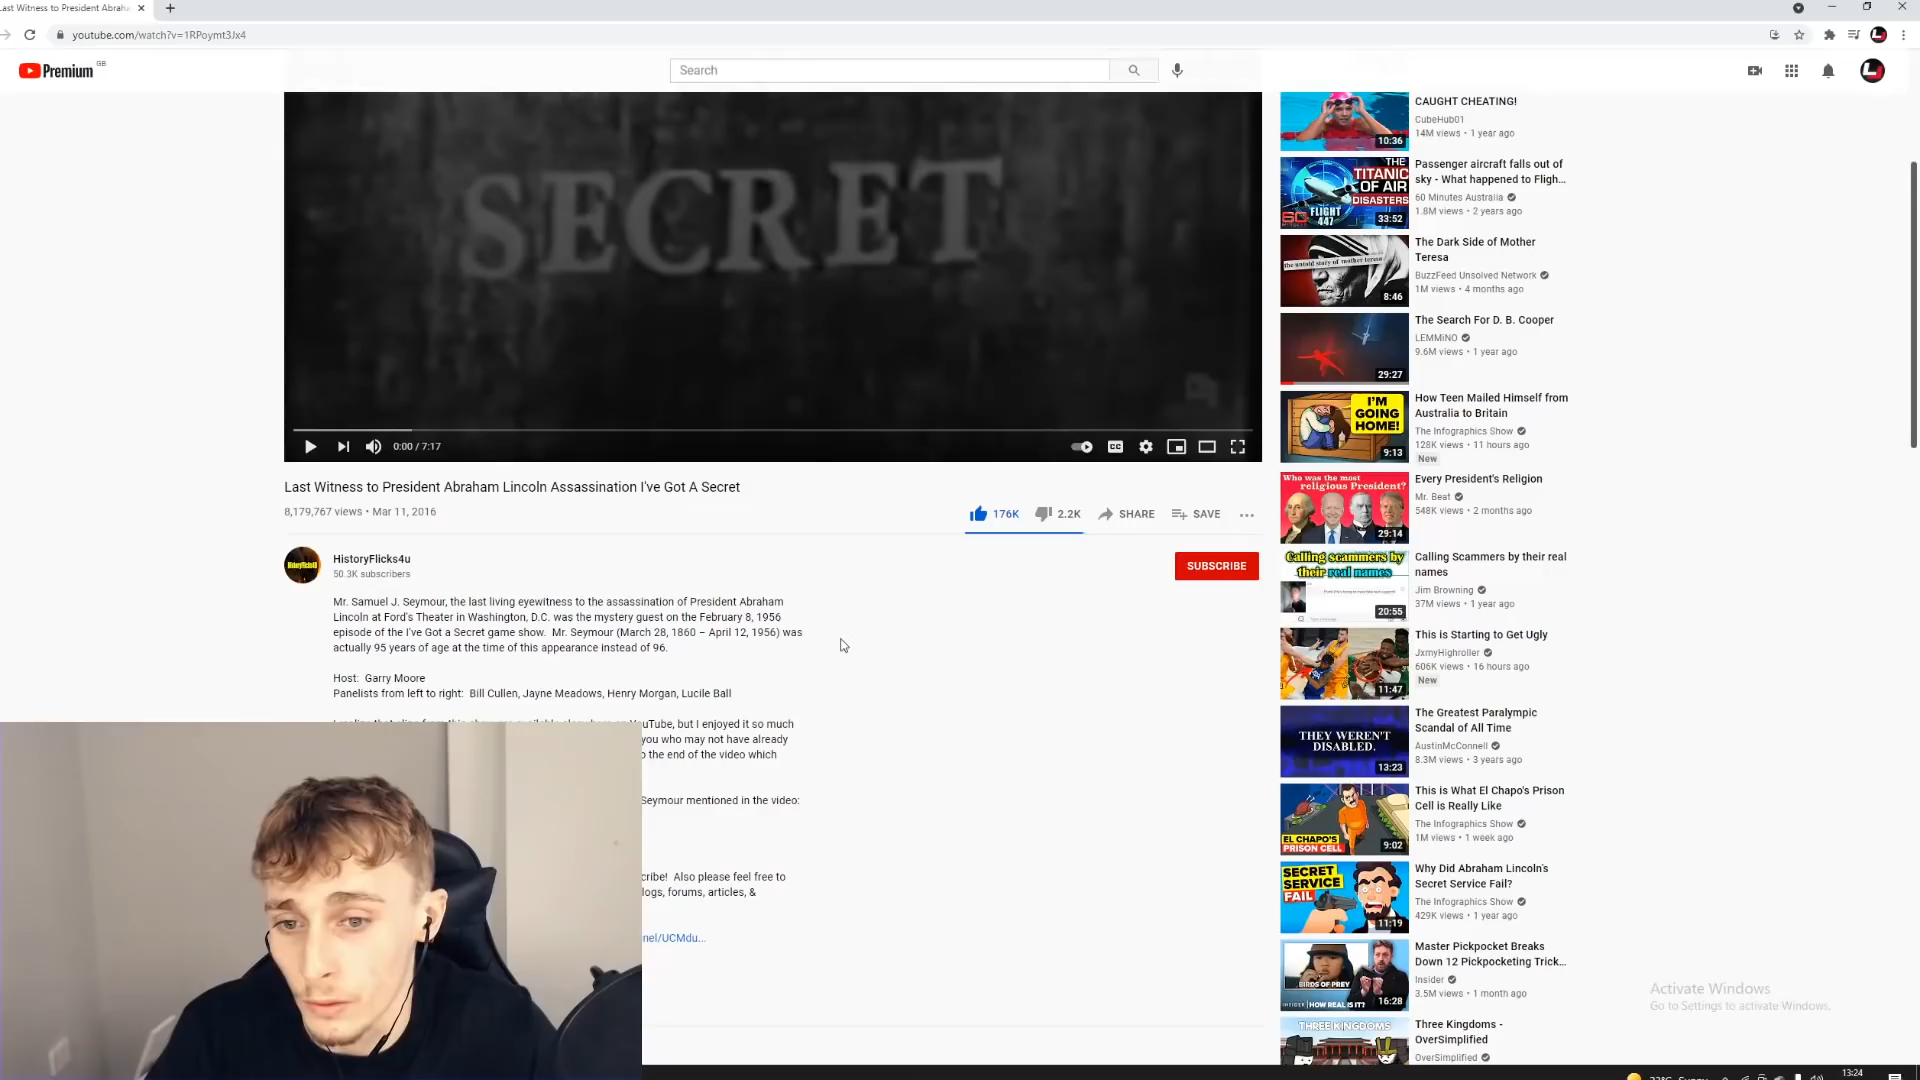 Last Witness to President Abraha
youtube.com/watch?v=1RPoymt3Jx4
Premium GB
Search
SECRET
0:00 / 7:17
Last Witness to President Abraham Lincoln Assassination I've Got A Secret
8,179,767 views • Mar 11, 2016
176K 2.2K SHARE SAVE
HistoryFlicks4u
50.3K subscribers
SUBSCRIBE
Mr. Samuel J. Seymour, the last living eyewitness to the assassination of President Abraham
Lincoln at Ford's Theater in Washington, D.C. was the mystery guest on the February 8, 1956
episode of the I've Got a Secret game show. Mr. Seymour (March 28, 1860 – April 12, 1956) was
actually 95 years of age at the time of this appearance instead of 96.
Host: Garry Moore
Panelists from left to right: Bill Cullen, Jayne Meadows, Henry Morgan, Lucile Ball
YouTube, but I enjoyed it so much
you who may not have already
the end of the video which
Seymour mentioned in the video:
cribe! Also please feel free to
logs, forums, articles, &
nel/UCMdu...
CAUGHT CHEATING!
CubeHub01
14M views • 1 year ago
10:36
THE
TITANIC
OF AIR
DISASTERS
60 FLIGHT
447
33:52
Passenger aircraft falls out of
sky - What happened to Fligh...
60 Minutes Australia
1.8M views • 2 years ago
the untold story of mother teresa
8:46
The Dark Side of Mother
Teresa
BuzzFeed Unsolved Network
1M views • 4 months ago
29:27
The Search For D. B. Cooper
LEMMiNO
9.6M views • 1 year ago
I'M
GOING
HOME!
9:13
How Teen Mailed Himself from
Australia to Britain
The Infographics Show
128K views • 11 hours ago
New
Who was the most
religious President?
29:14
Every President's Religion
Mr. Beat
548K views • 2 months ago
Calling scammers by
their real names
20:55
Calling Scammers by their real
names
Jim Browning
37M views • 1 year ago
11:47
This is Starting to Get Ugly
JxmyHighroller
606K views • 16 hours ago
New
THEY WEREN'T
DISABLED.
13:23
The Greatest Paralympic
Scandal of All Time
AustinMcConnell
8.3M views • 3 years ago
EL CHAPO'S
PRISON CELL
9:02
This is What El Chapo's Prison
Cell is Really Like
The Infographics Show
1M views • 1 week ago
SECRET
SERVICE
FAIL
11:19
Why Did Abraham Lincoln's
Secret Service Fail?
The Infographics Show
429K views • 1 year ago
BIRDS OF PREY
INSIDER HOW REAL IS IT?
16:28
Master Pickpocket Breaks
Down 12 Pickpocketing Trick...
Insider
3.5M views • 1 month ago
THREE KINGDOMS
Three Kingdoms -
OverSimplified
OverSimplified
Activate Windows
Go to Settings to activate Windows.
13:24